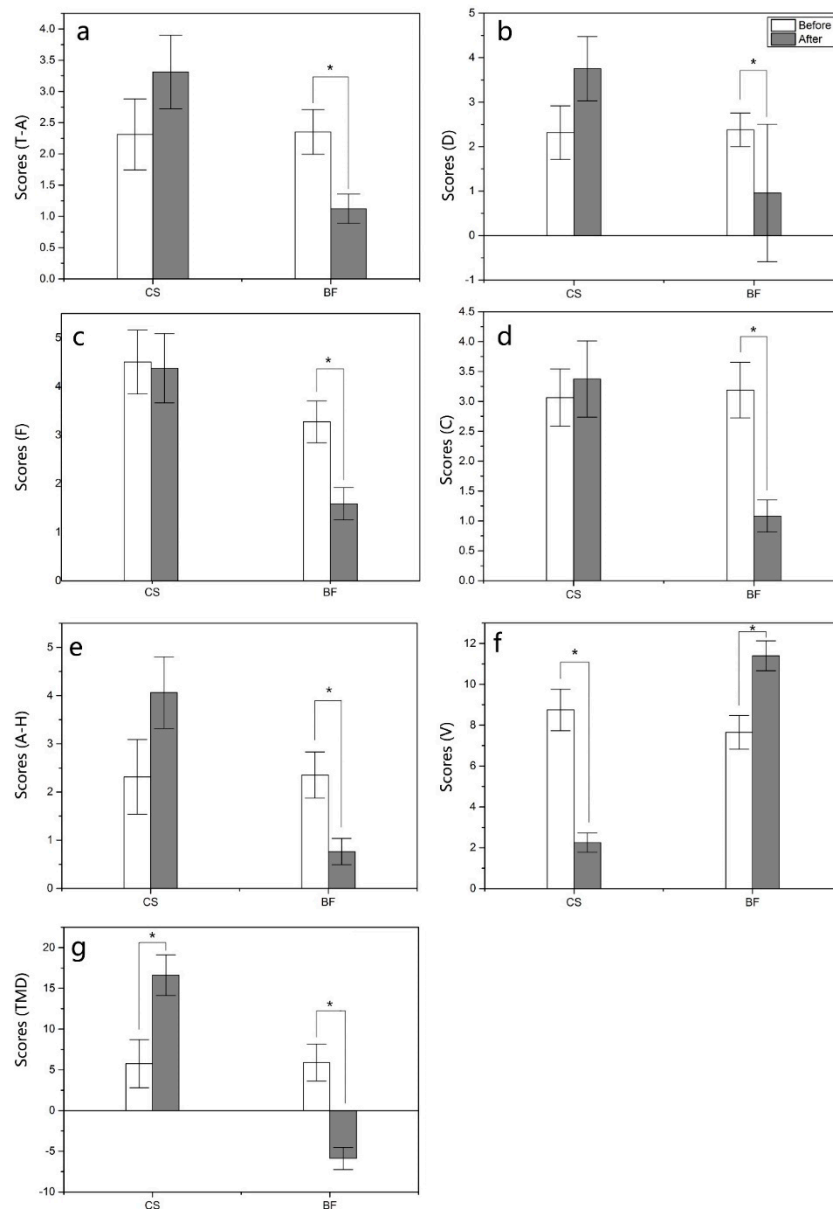 a
Scores (T-A)
4.0
3.5
3.0
2.5
2.0
1.5
1.0
0.5
0.0
*
CS
BF
b
Before
After
Scores (D)
5
4
3
2
1
0
-1
*
CS
BF
c
Scores (F)
5
4
3
2
1
0
*
CS
BF
d
Scores (C)
4.5
4.0
3.5
3.0
2.5
2.0
1.5
1.0
0.5
0.0
*
CS
BF
e
Scores (A-H)
5
4
3
2
1
0
*
CS
BF
f
Scores (V)
12
10
8
6
4
2
0
*
*
CS
BF
g
Scores (TMD)
20
15
10
5
0
-5
-10
*
*
CS
BF